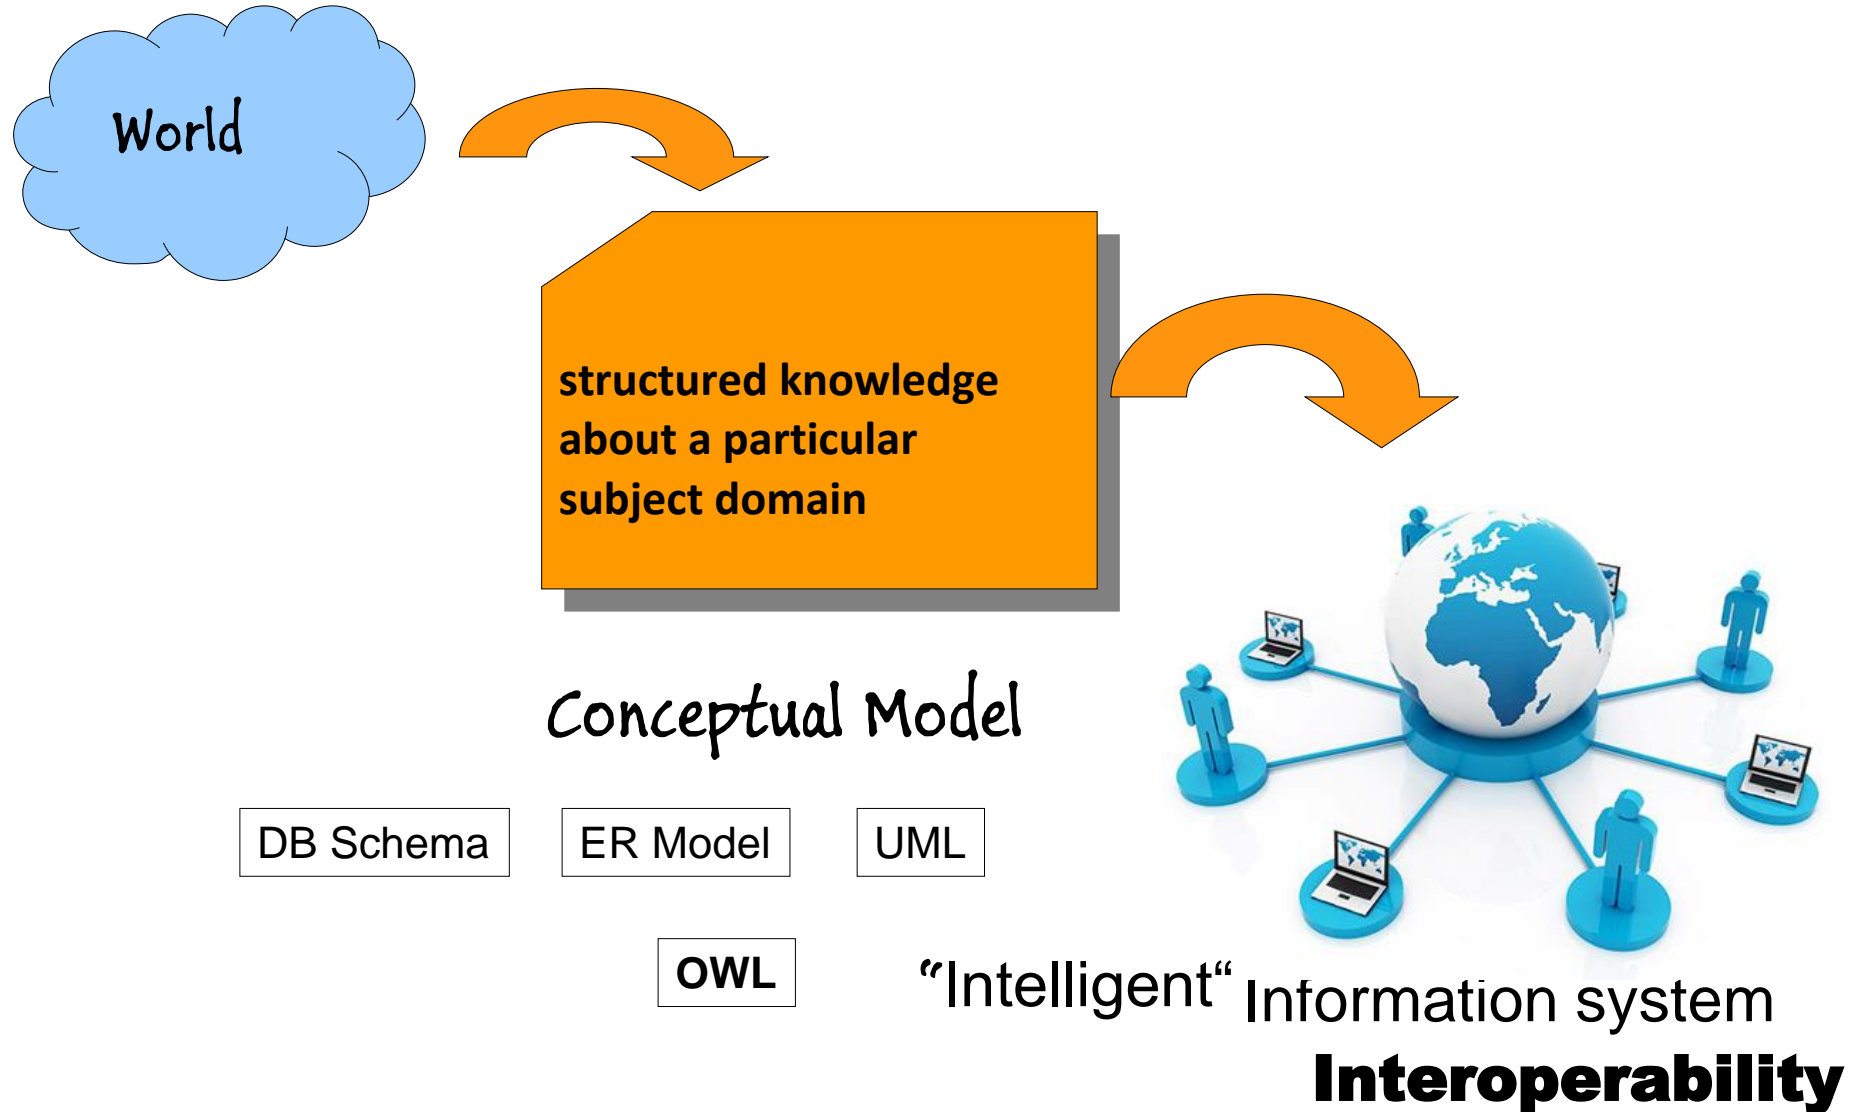 World
structured knowledge
about a particular
subject domain
Conceptual Model
DB Schema
ER Model
UML
OWL
“Intelligent“ Information system
Interoperability